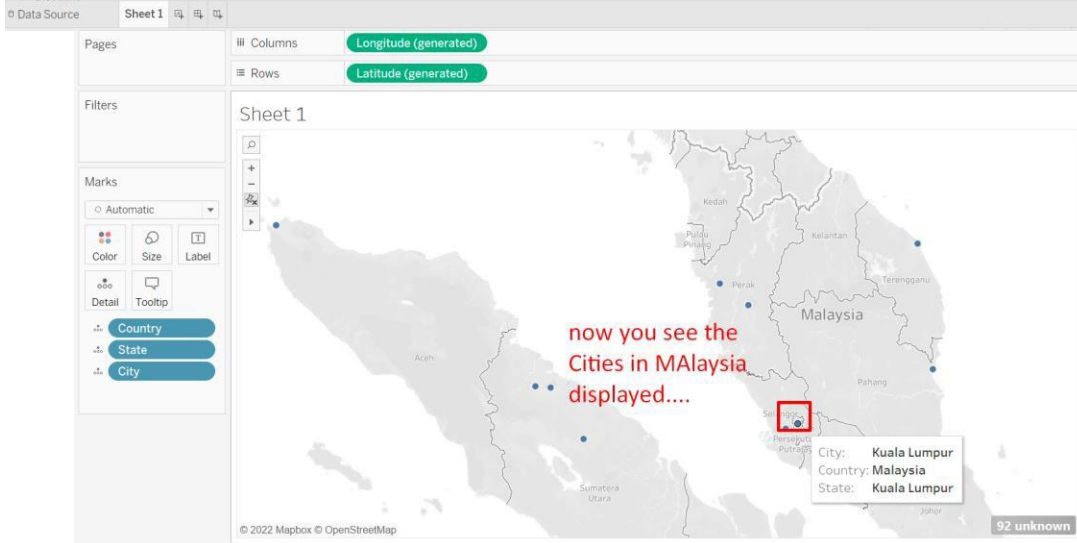 Data Source
Sheet 1
Pages
Columns
Longitude (generated)
Rows
Latitude (generated)
Filters
Sheet 1
Marks
Automatic
Color
Size
Label
Detail
Tooltip
Country
State
City
Kedah
Pulau
Pinang
Kelantan
Perak
Terengganu
Malaysia
now you see the
Cities in MAlaysia
displayed....
Aceh
Pahang
Putraja
City: Kuala Lumpur
Country: Malaysia
State: Kuala Lumpur
Sumatera
Utara
Johor
© 2022 Mapbox © OpenStreetMap
92 unknown